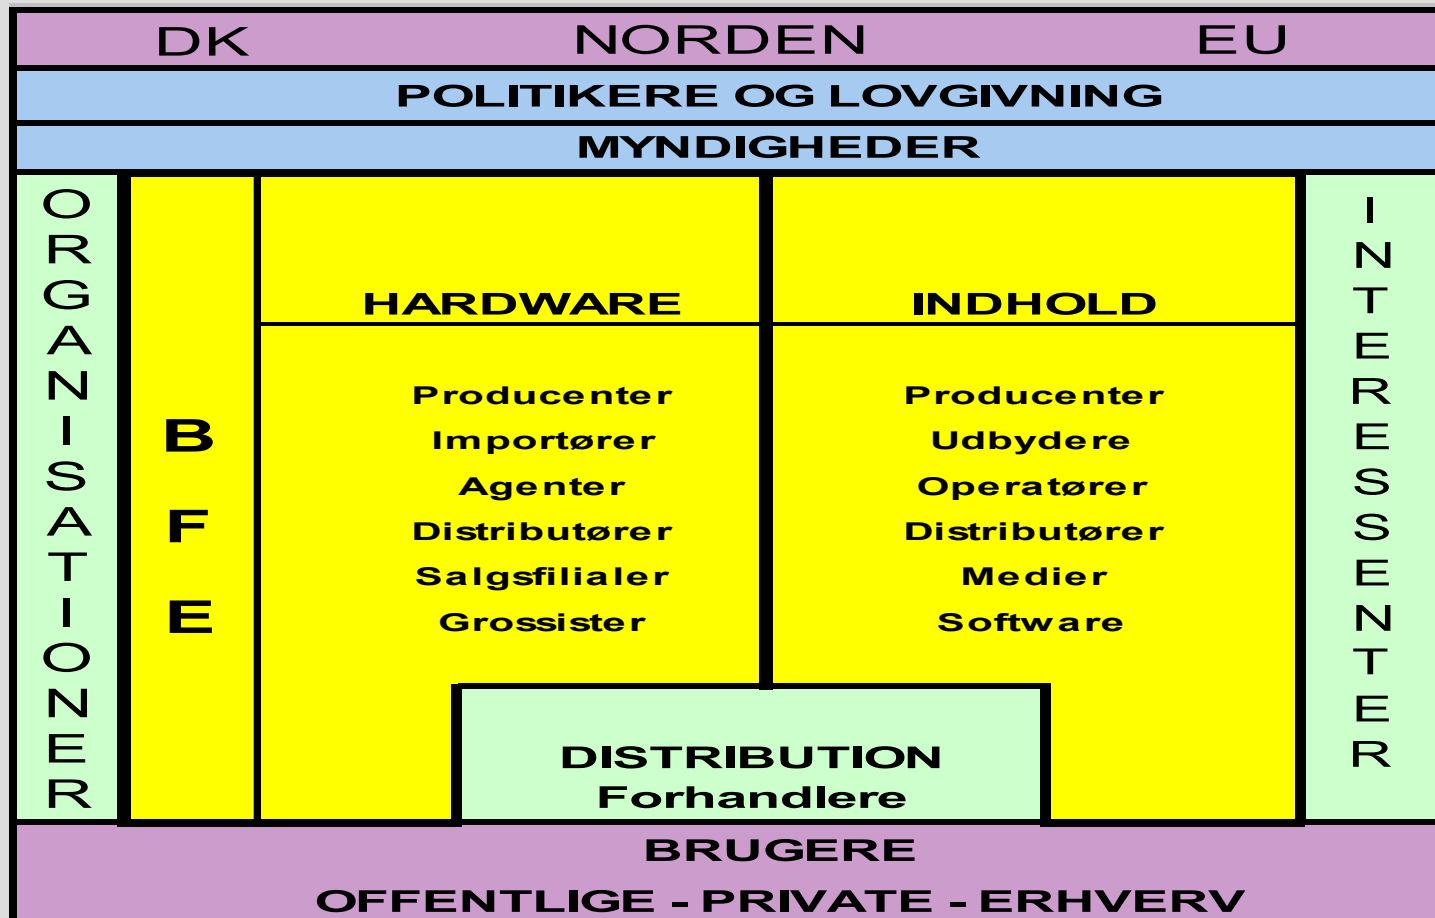 DK NORDEN EU
POLITIKERE OG LOVGIVNING
MYNDIGHEDER
ORGANISATIONER
BFE
HARDWARE
Producenter
Importører
Agenter
Distributører
Salgsfilialer
Grossister
INDHOLD
Producenter
Udbydere
Operatører
Distributører
Medier
Software
INTERESSENTER
DISTRIBUTION
Forhandlere
BRUGERE
OFFENTLIGE - PRIVATE - ERHVERV